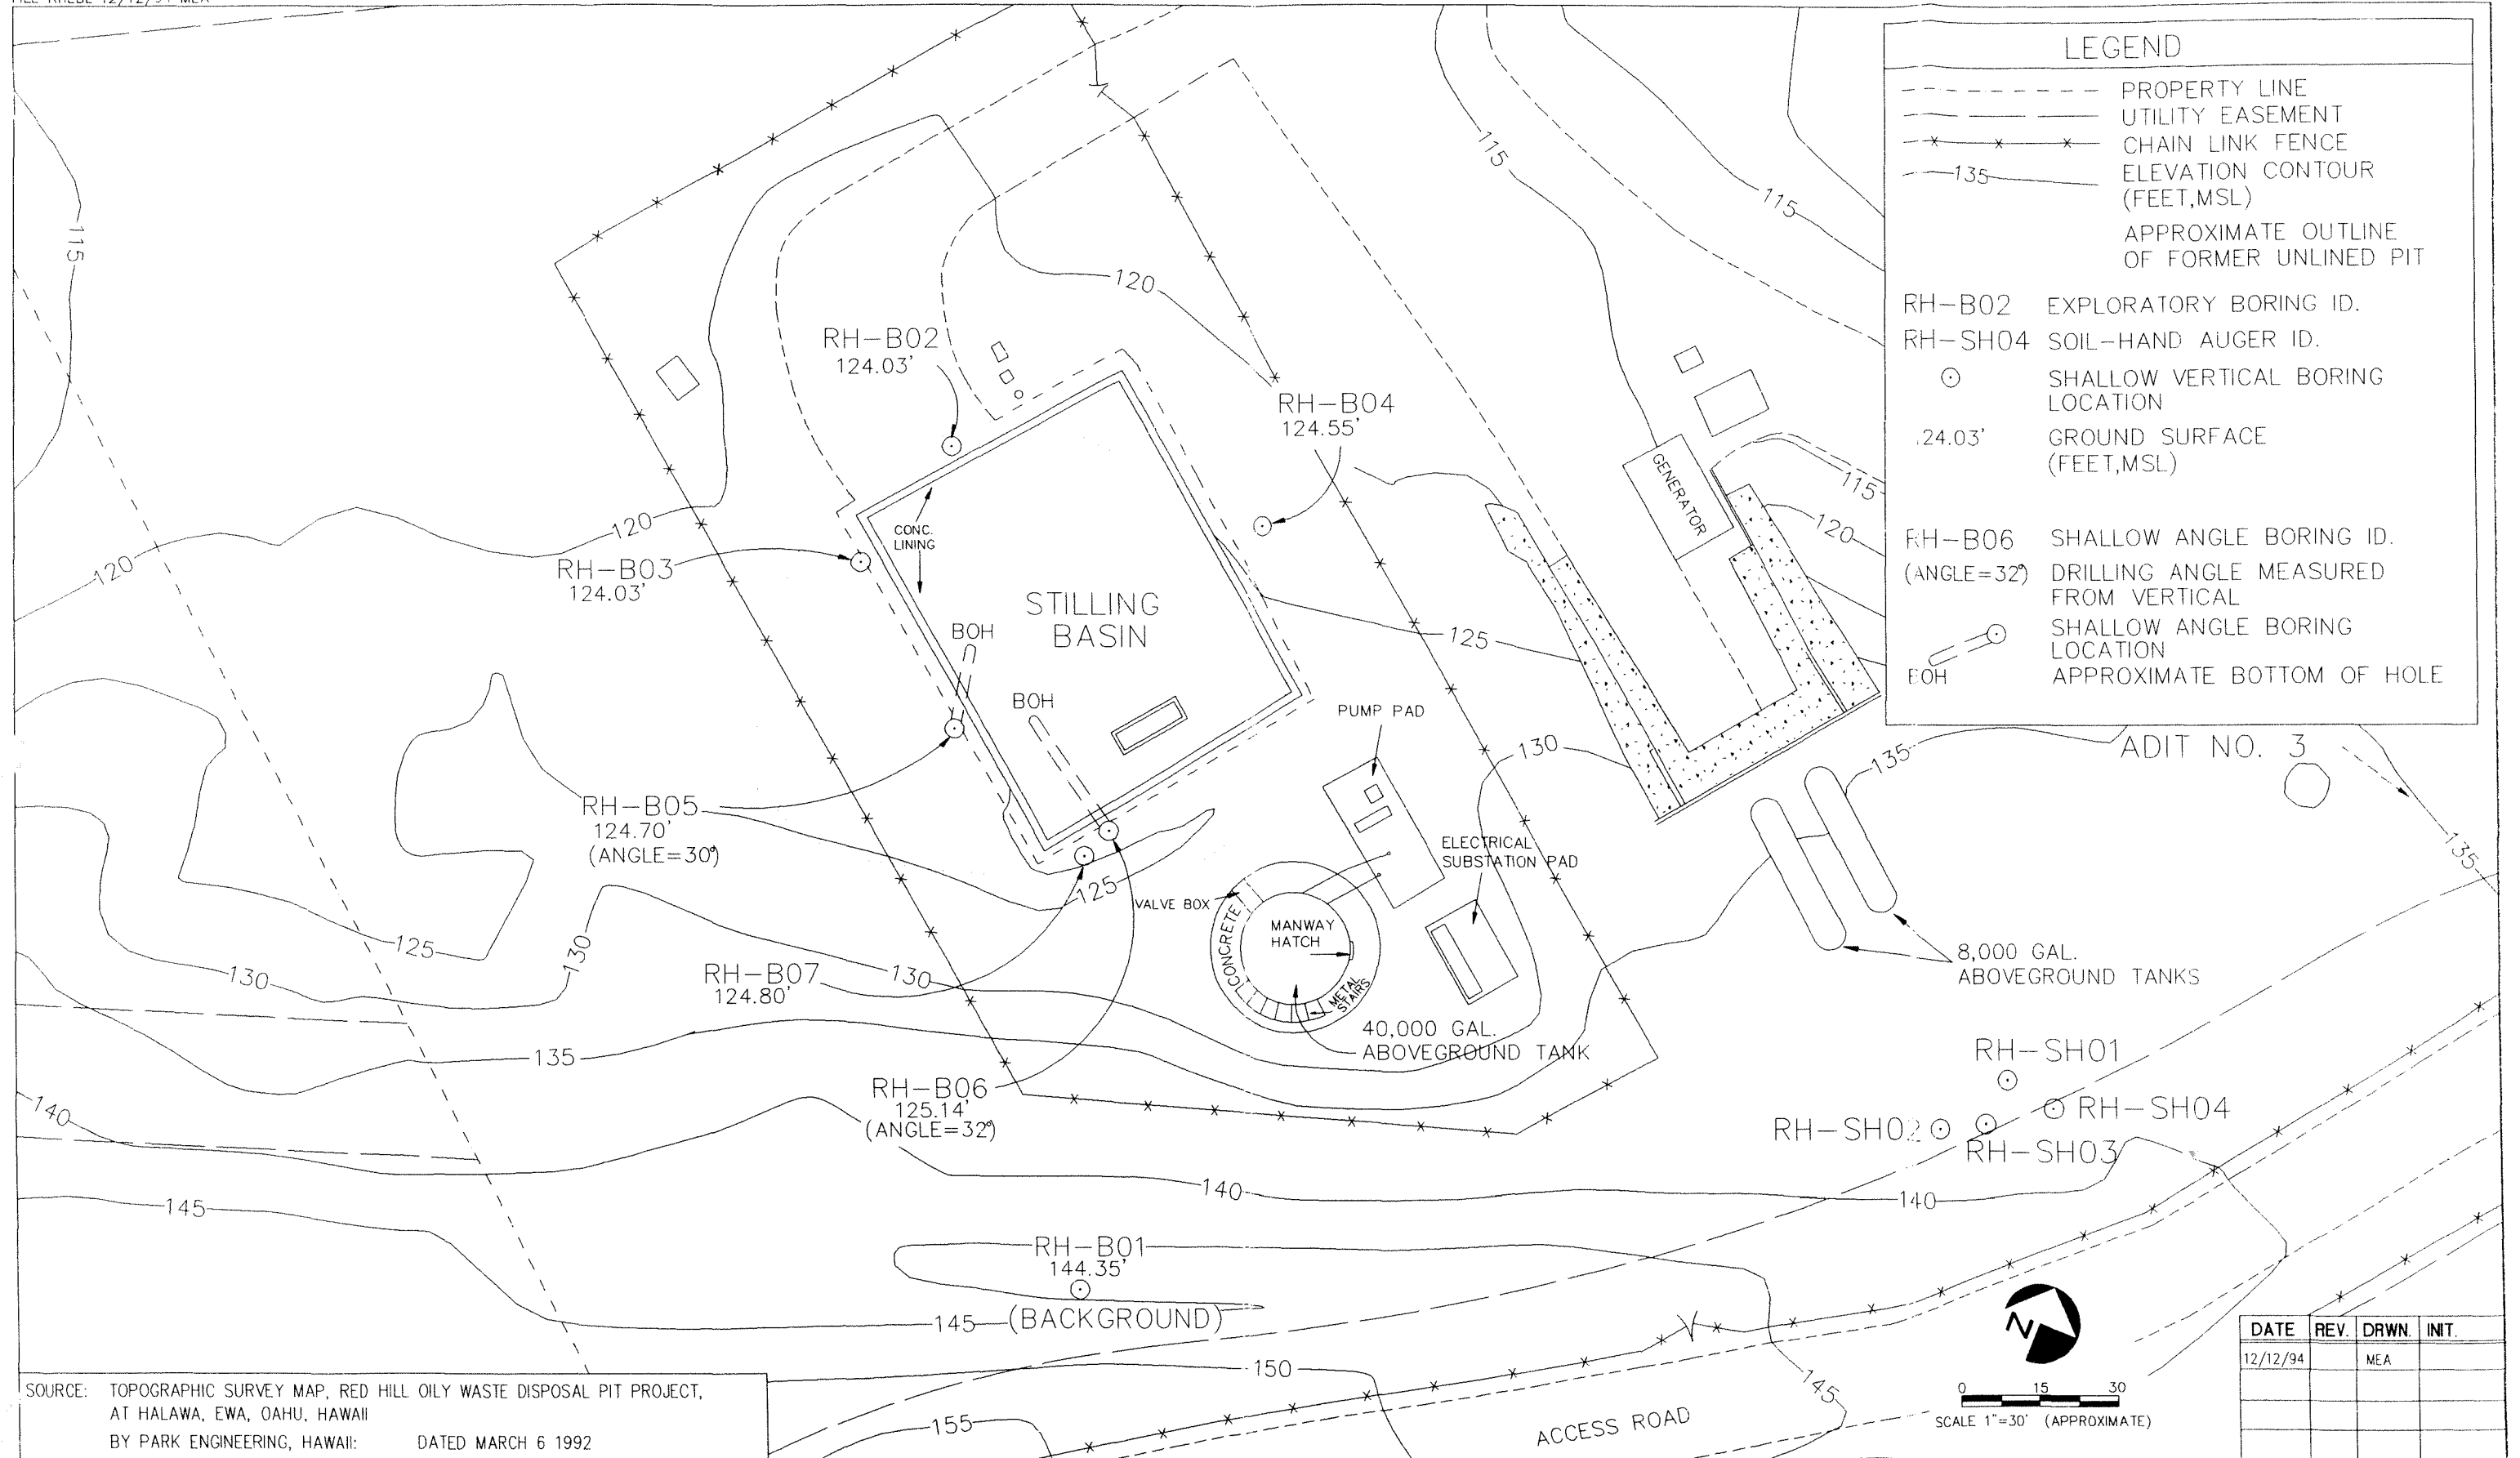 LEGEND
PROPERTY LINE
UTILITY EASEMENT
CHAIN LINK FENCE
135
ELEVATION CONTOUR
(FEET,MSL)
APPROXIMATE OUTLINE
OF FORMER UNLINED PIT
RH-B02 EXPLORATORY BORING ID.
RH-SH04 SOIL-HAND AUGER ID.
SHALLOW VERTICAL BORING
LOCATION
24.03' GROUND SURFACE
(FEET,MSL)
RH-B06 SHALLOW ANGLE BORING ID.
(ANGLE=32°) DRILLING ANGLE MEASURED
FROM VERTICAL
SHALLOW ANGLE BORING
LOCATION
BOH APPROXIMATE BOTTOM OF HOLE
115
115
115
120
RH-B02
124.03'
RH-B04
124.55'
GENERATOR
115
120
120
120
CONC.
LINING
RH-B03
124.03'
STILLING
BASIN
BOH
BOH
125
PUMP PAD
130
135
ADIT NO. 3
135
RH-B05
124.70'
(ANGLE=30°)
ELECTRICAL
SUBSTATION PAD
125
VALVE BOX
CONCRETE
MANWAY
HATCH
METAL
STAIRS
125
130
130
130
RH-B07
124.80'
8,000 GAL.
ABOVEGROUND TANKS
40,000 GAL.
ABOVEGROUND TANK
135
RH-B06
125.14'
(ANGLE=32°)
140
RH-SH01
RH-SH02
RH-SH04
RH-SH03
140
140
145
RH-B01
144.35'
145
(BACKGROUND)
150
155
145
ACCESS ROAD
N
0 15 30
SCALE 1"=30' (APPROXIMATE)
DATE REV. DRWN. INIT.
12/12/94 MEA
SOURCE: TOPOGRAPHIC SURVEY MAP, RED HILL OILY WASTE DISPOSAL PIT PROJECT,
AT HALAWA, EWA, OAHU, HAWAII
BY PARK ENGINEERING, HAWAII: DATED MARCH 6 1992